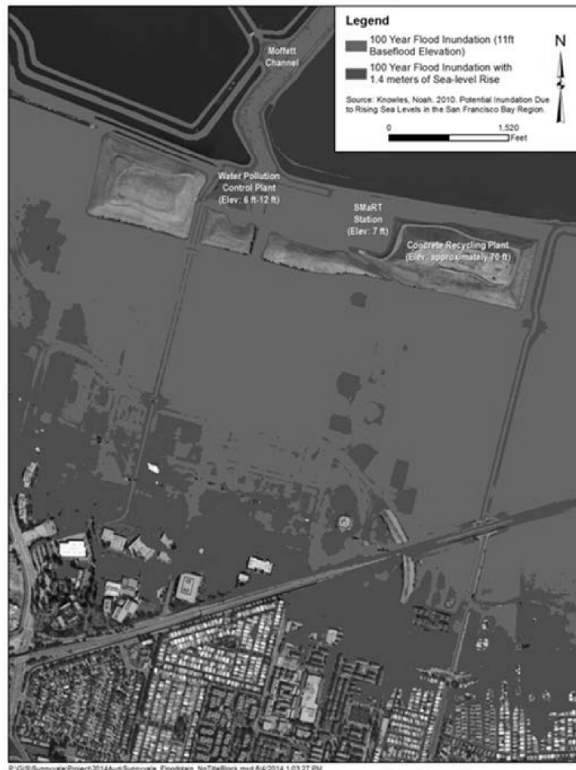 Legend
100 Year Flood Inundation (11ft
Baseflood Elevation)
100 Year Flood Inundation with
1.4 meters of Sea-level Rise
Source: Knowles, Noah. 2010. Potential Inundation Due
to Rising Sea Levels in the San Francisco Bay Region.
N
0 1,520
Feet
Moffett
Channel
Water Pollution
Control Plant
(Elev: 6 ft-12 ft)
SMaRT
Station
(Elev: 7 ft)
Concrete Recycling Plant
(Elev: approximately 70 ft)